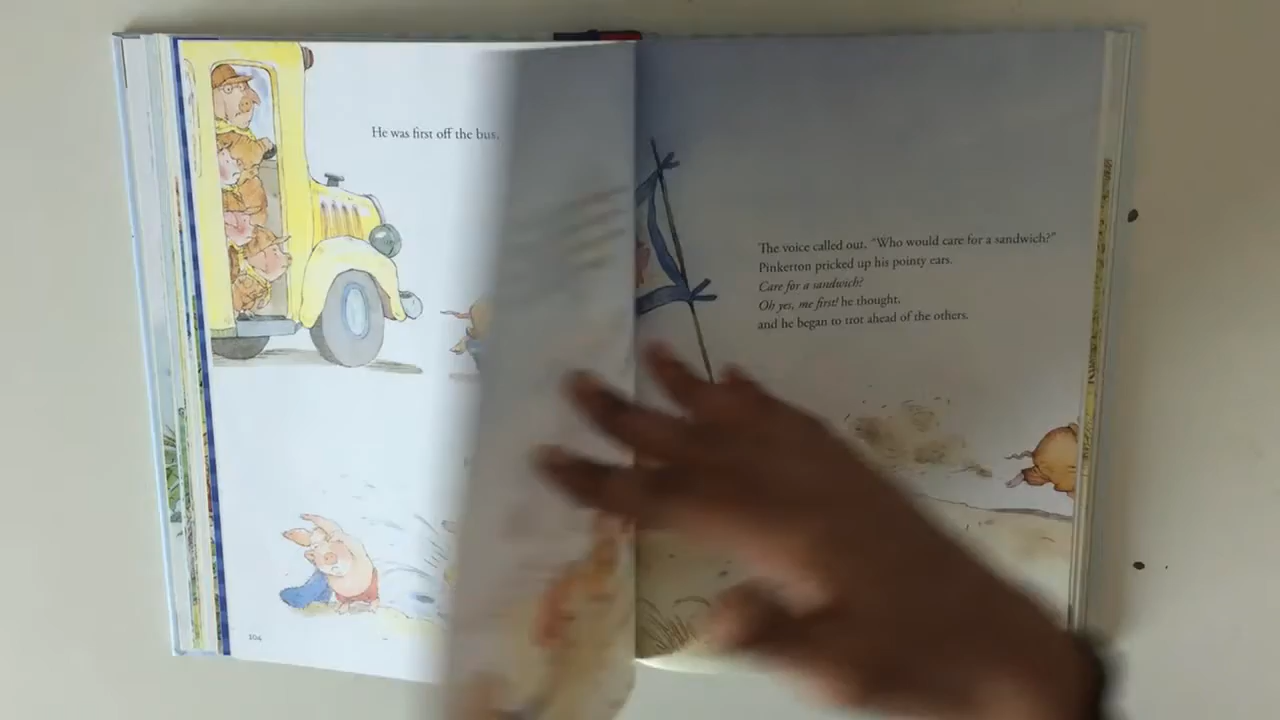 He was first off the bus.
The voice called out, "Who would care for a sandwich?"
Pinkerton pricked up his pointy ears.
Care for a sandwich?
Oh yes, me first! he thought,
and he began to trot ahead of the others.
104